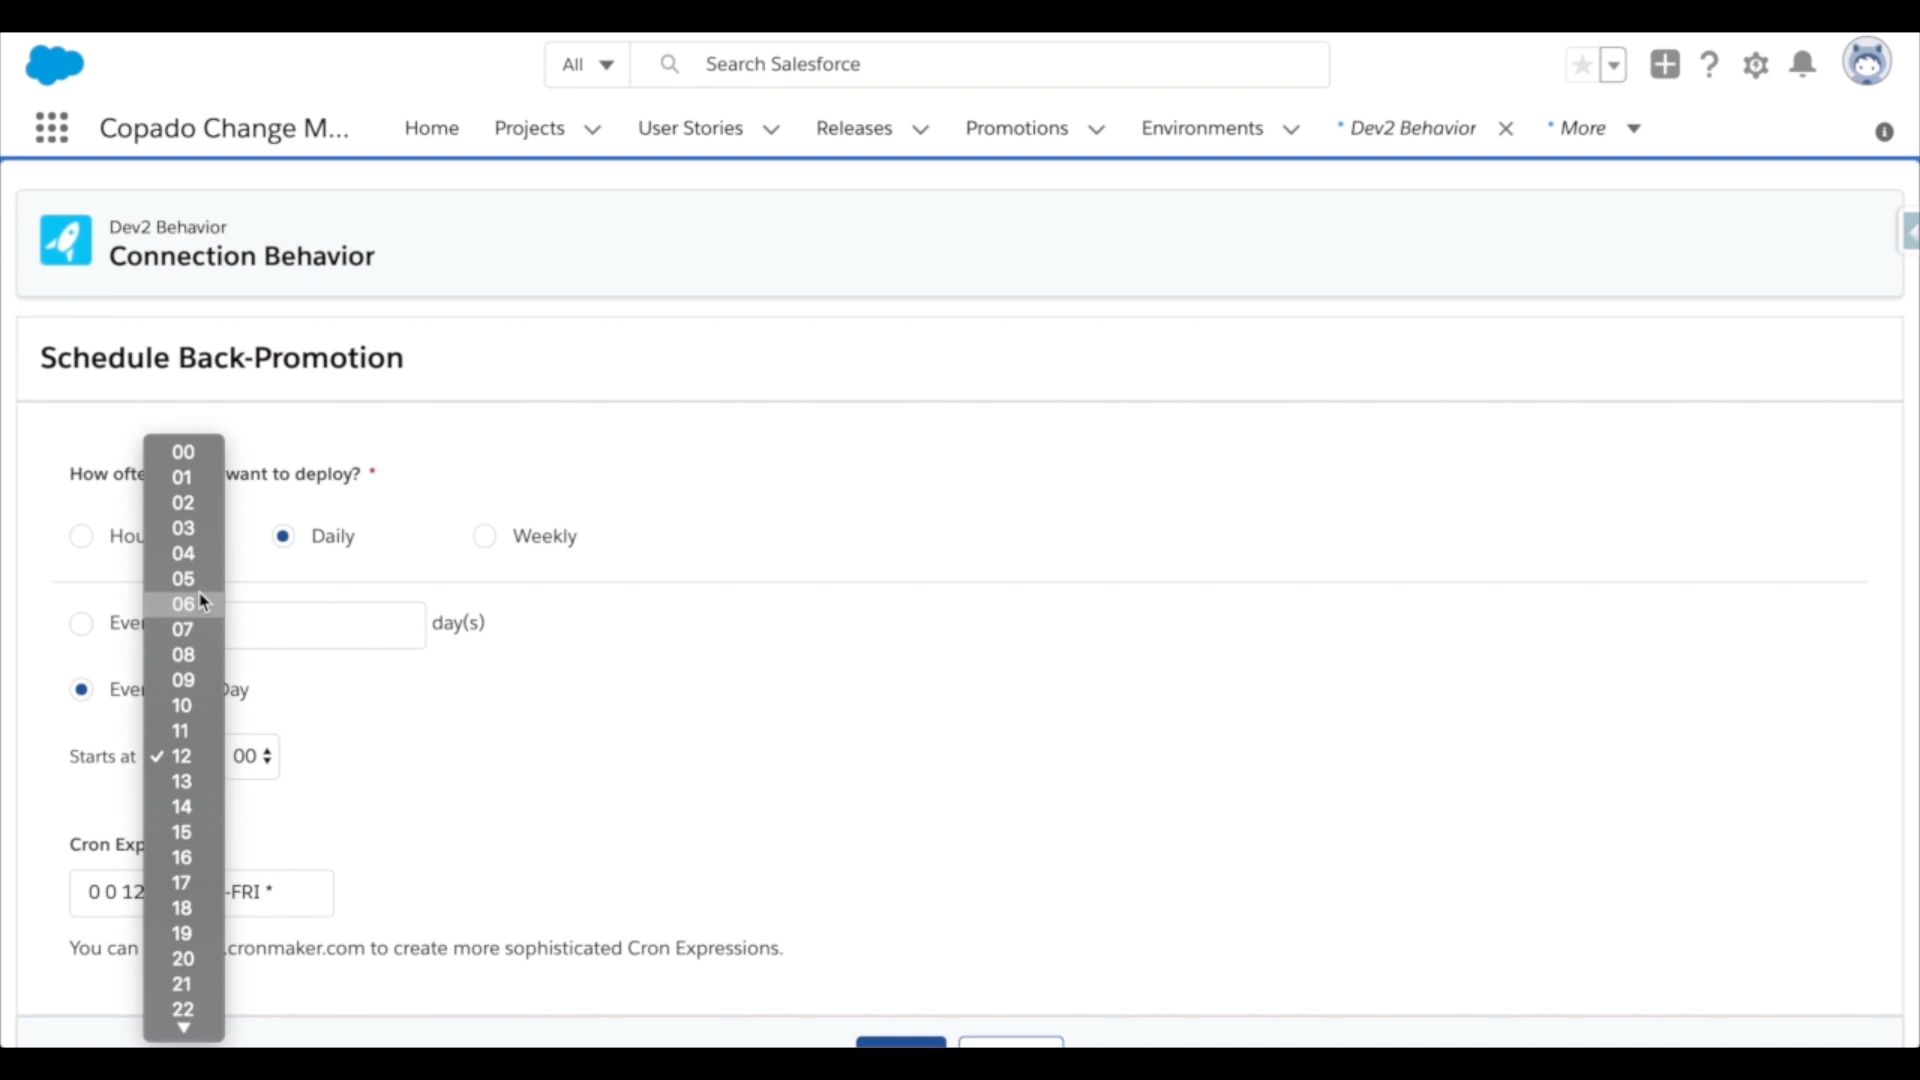 All
Search Salesforce
Copado Change M...
Home
Projects
User Stories
Releases
Promotions
Environments
* Dev2 Behavior
* More
Dev2 Behavior
Connection Behavior
Schedule Back-Promotion
How ofte want to deploy? *
Hou
Daily
Weekly
Eve day(s)
Eve Day
Starts at
00
Cron Exp
0 0 12 -FRI *
You can .cronmaker.com to create more sophisticated Cron Expressions.
00
01
02
03
04
05
06
07
08
09
10
11
✓ 12
13
14
15
16
17
18
19
20
21
22